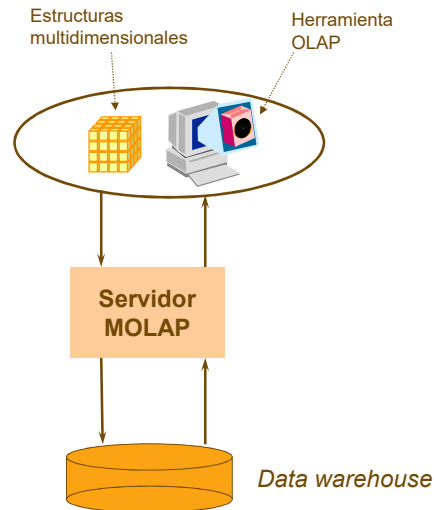 Estructuras
multidimensionales
Herramienta
OLAP
Servidor
MOLAP
Data warehouse